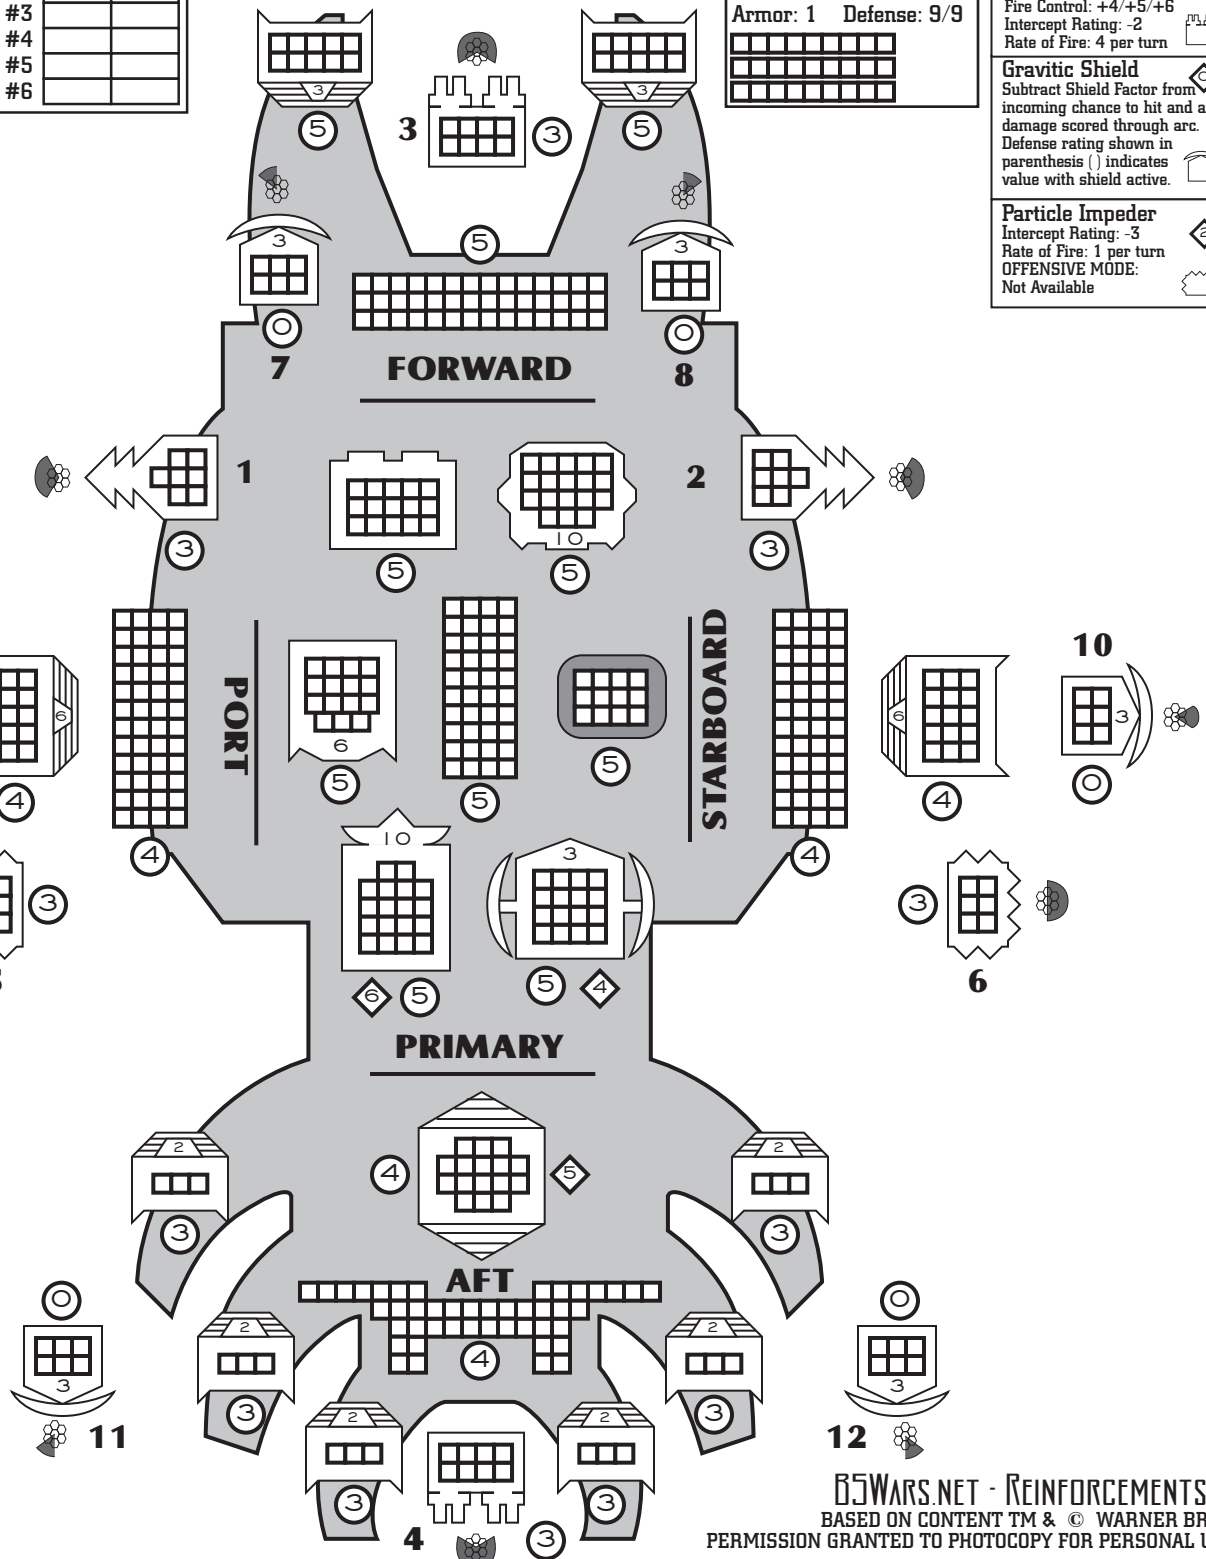 #3
#4
#5
#6
Armor: 1 Defense: 9/9
Fire Control: +4/+5/+6
Intercept Rating: -2
Rate of Fire: 4 per turn
Gravitic Shield
Subtract Shield Factor from
incoming chance to hit and a
damage scored through arc.
Defense rating shown in
parenthesis ( ) indicates
value with shield active.
Particle Impeder
Intercept Rating: -3
Rate of Fire: 1 per turn
OFFENSIVE MODE:
Not Available
3
3
5
3
3
5
5
3
3
0
7
0
8
FORWARD
1
2
3
3
5
10
5
PORT
STARBOARD
6
4
4
6
5
5
5
6
4
4
10
3
0
3
10
6
5
3
5
4
3
6
PRIMARY
2
3
2
3
4
5
AFT
4
2
3
2
3
2
3
2
3
0
3
11
0
3
12
4
3
B5WARS.NET - REINFORCEMENTS
BASED ON CONTENT TM & © WARNER BR
PERMISSION GRANTED TO PHOTOCOPY FOR PERSONAL U